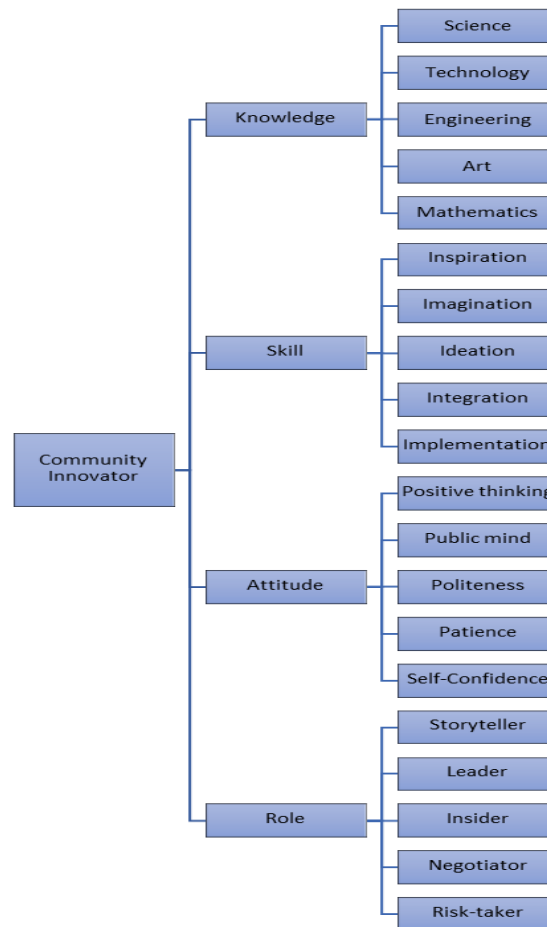 Community
Innovator
Knowledge
Science
Technology
Engineering
Art
Mathematics
Skill
Inspiration
Imagination
Ideation
Integration
Implementation
Attitude
Positive thinking
Public mind
Politeness
Patience
Self-Confidence
Role
Storyteller
Leader
Insider
Negotiator
Risk-taker